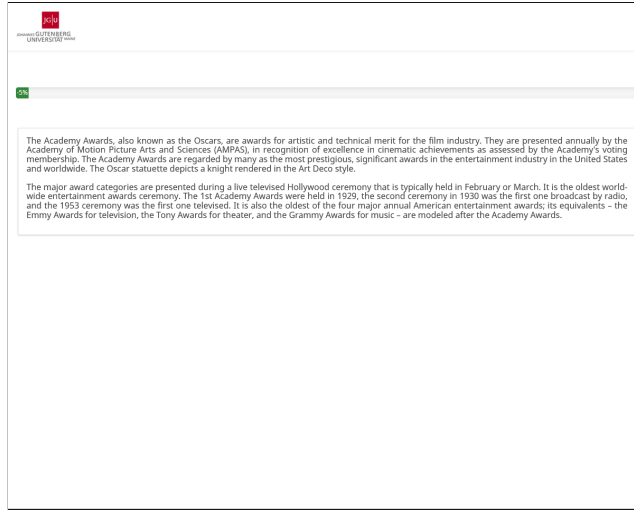 JG|U
JOHANNES GUTENBERG
UNIVERSITÄT MAINZ
-5%
The Academy Awards, also known as the Oscars, are awards for artistic and technical merit for the film industry. They are presented annually by the
Academy of Motion Picture Arts and Sciences (AMPAS), in recognition of excellence in cinematic achievements as assessed by the Academy's voting
membership. The Academy Awards are regarded by many as the most prestigious, significant awards in the entertainment industry in the United States
and worldwide. The Oscar statuette depicts a knight rendered in the Art Deco style.
The major award categories are presented during a live televised Hollywood ceremony that is typically held in February or March. It is the oldest world-
wide entertainment awards ceremony. The 1st Academy Awards were held in 1929, the second ceremony in 1930 was the first one broadcast by radio,
and the 1953 ceremony was the first one televised. It is also the oldest of the four major annual American entertainment awards; its equivalents – the
Emmy Awards for television, the Tony Awards for theater, and the Grammy Awards for music – are modeled after the Academy Awards.